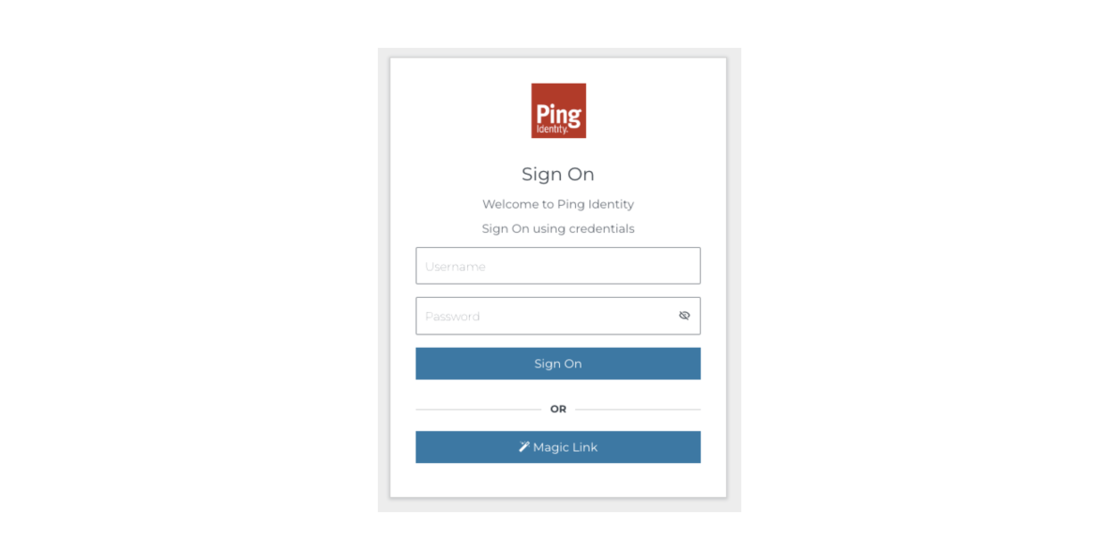 Ping
Identity.
Sign On
Welcome to Ping Identity
Sign On using credentials
Username
Password
Sign On
OR
Magic Link